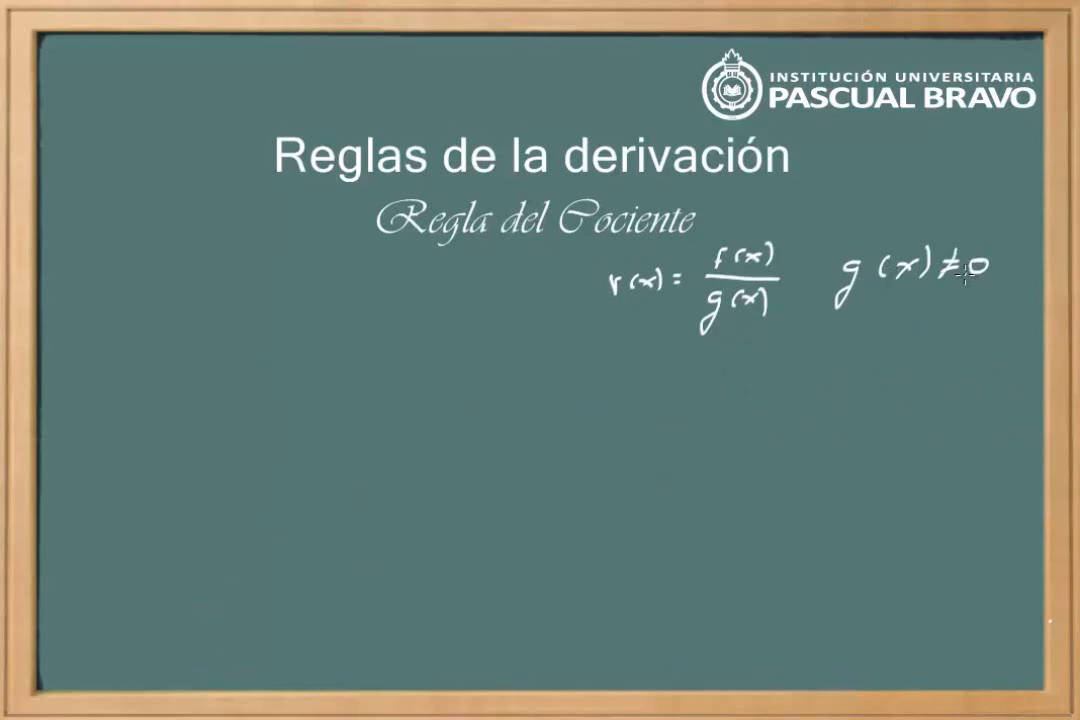 INSTITUCIÓN UNIVERSITARIA
PASCUAL BRAVO
Reglas de la derivación
Regla del Cociente
r(x) = f(x) / g(x)    g(x) ≠ 0